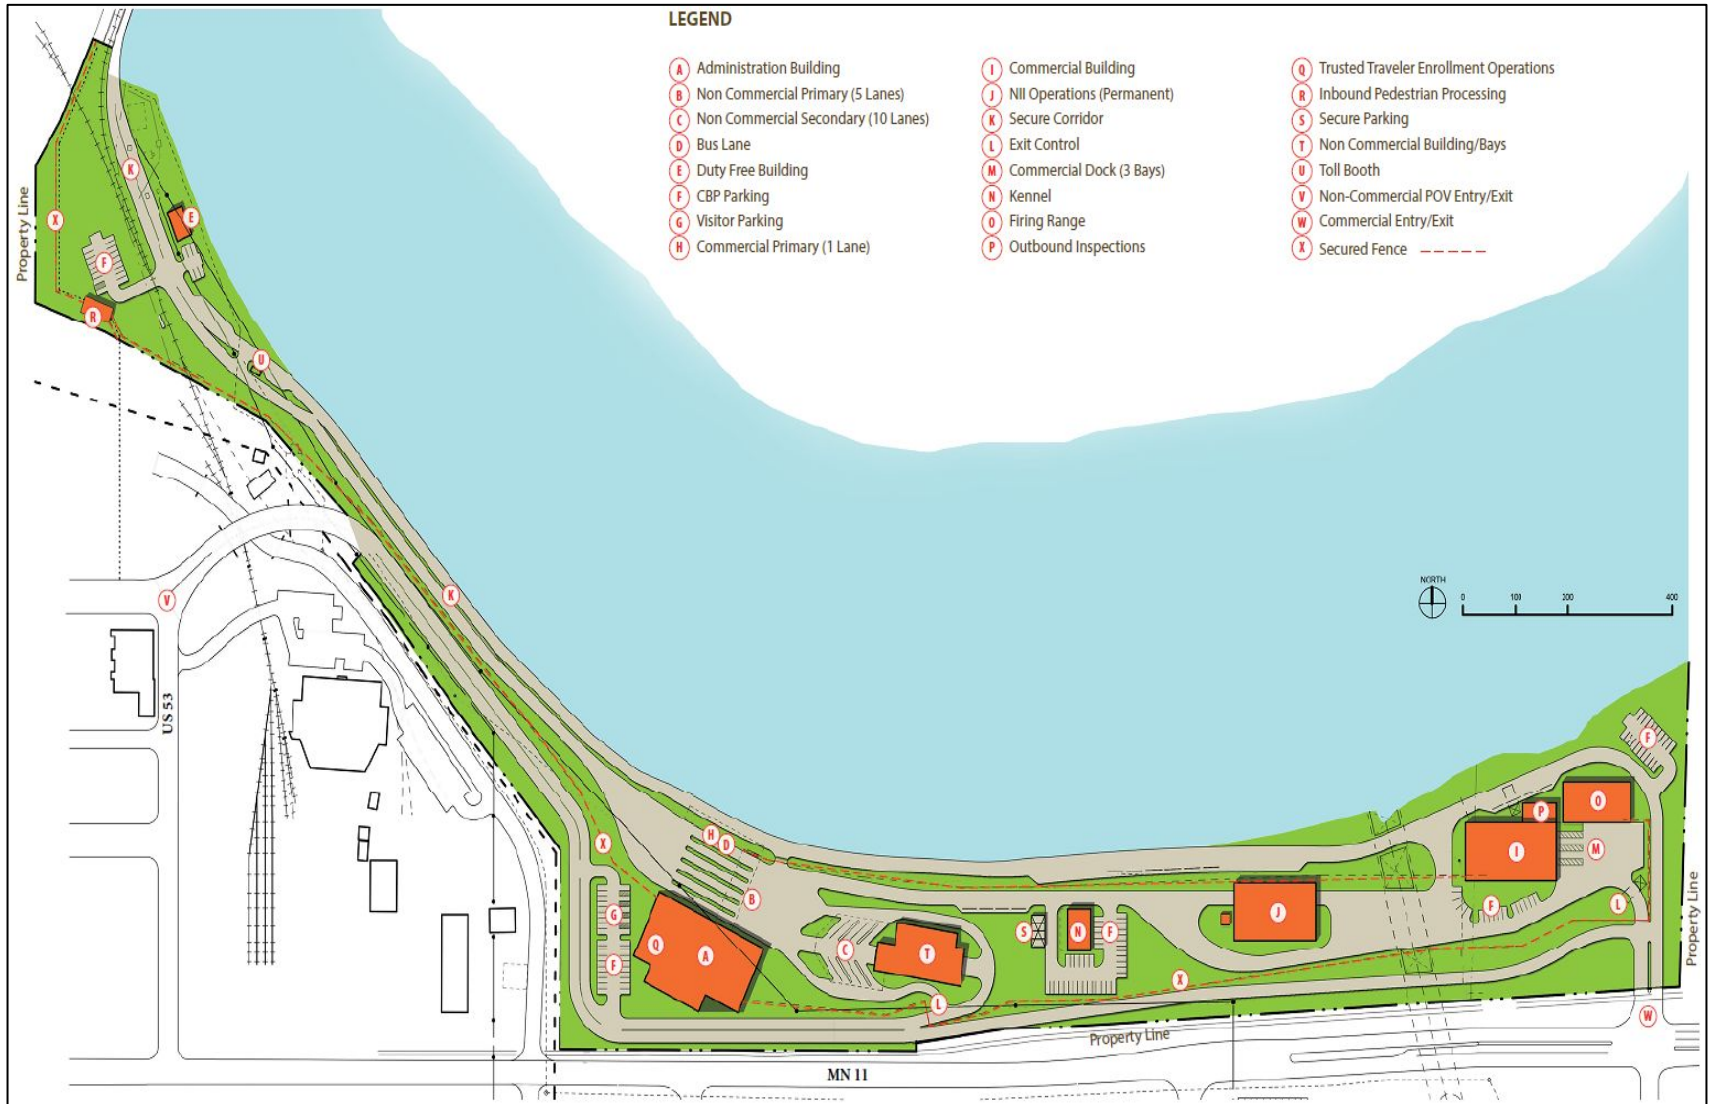 LEGEND
A Administration Building
B Non Commercial Primary (5 Lanes)
C Non Commercial Secondary (10 Lanes)
D Bus Lane
E Duty Free Building
F CBP Parking
G Visitor Parking
H Commercial Primary (1 Lane)
I Commercial Building
J NII Operations (Permanent)
K Secure Corridor
L Exit Control
M Commercial Dock (3 Bays)
N Kennel
O Firing Range
P Outbound Inspections
Q Trusted Traveler Enrollment Operations
R Inbound Pedestrian Processing
S Secure Parking
T Non Commercial Building/Bays
U Toll Booth
V Non-Commercial POV Entry/Exit
W Commercial Entry/Exit
X Secured Fence
Property Line
K
X
E
F
R
U
V
K
US 53
NORTH
0 100 200 400
H
D
X
B
G
Q
A
F
C
T
L
S
N
F
X
J
F
P
O
I
M
F
L
Property Line
W
Property Line
MN 11